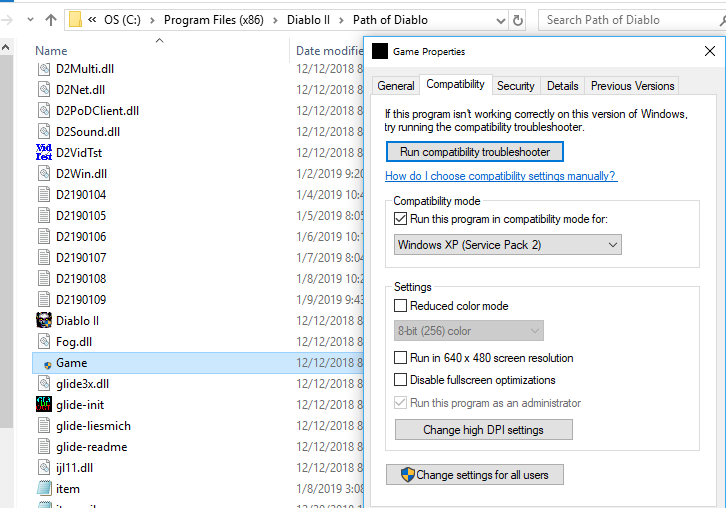 OS (C:) > Program Files (x86) > Diablo II > Path of Diablo
Search Path of Diablo
Name
Date modifie
D2Multi.dll 12/12/2018 8
D2Net.dll 12/12/2018 8
D2PoDClient.dll 12/12/2018 8
D2Sound.dll 12/12/2018 8
D2VidTst 12/12/2018 8
D2Win.dll 1/2/2019 9:20
D2190104 1/4/2019 10:4
D2190105 1/5/2019 8:05
D2190106 1/6/2019 10:1
D2190107 1/7/2019 8:04
D2190108 1/8/2019 10:2
D2190109 1/9/2019 9:43
Diablo II 12/12/2018 8
Fog.dll 12/12/2018 8
Game 12/12/2018 8
glide3x.dll 12/12/2018 8
glide-init 12/12/2018 8
glide-liesmich 12/12/2018 8
glide-readme 12/12/2018 8
ijl11.dll 12/12/2018 8
item 1/8/2019 3:08
Game Properties
General
Compatibility
Security
Details
Previous Versions
If this program isn't working correctly on this version of Windows,
try running the compatibility troubleshooter.
Run compatibility troubleshooter
How do I choose compatibility settings manually?
Compatibility mode
Run this program in compatibility mode for:
Windows XP (Service Pack 2)
Settings
Reduced color mode
8-bit (256) color
Run in 640 x 480 screen resolution
Disable fullscreen optimizations
Run this program as an administrator
Change high DPI settings
Change settings for all users